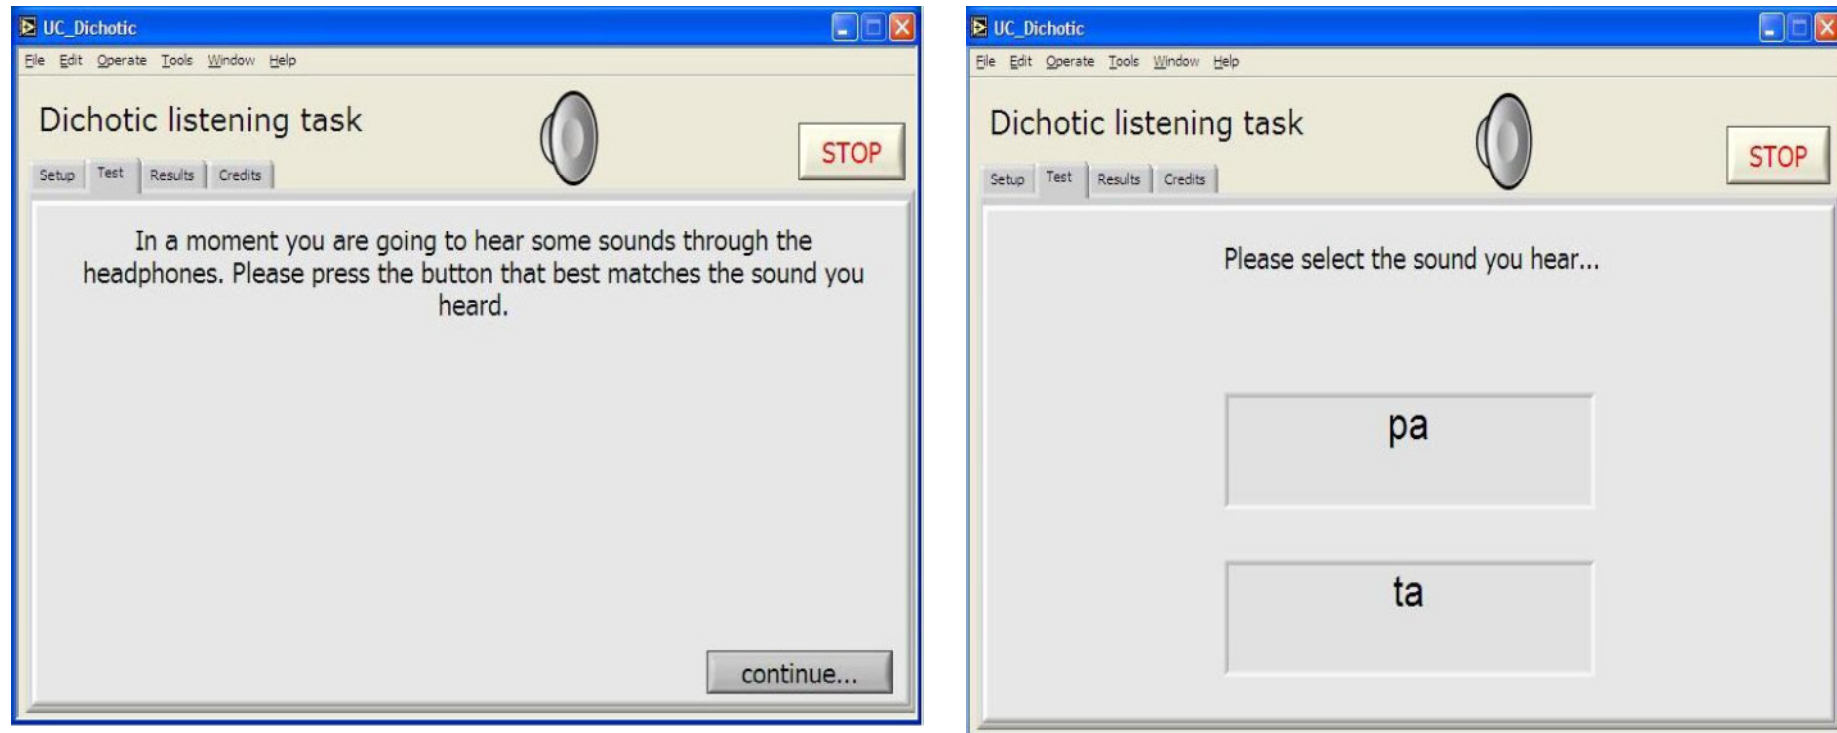 UC_Dichotic
File Edit Operate Tools Window Help
Dichotic listening task
STOP
Setup Test Results Credits
In a moment you are going to hear some sounds through the
headphones. Please press the button that best matches the sound you
heard.
continue...
UC_Dichotic
File Edit Operate Tools Window Help
Dichotic listening task
STOP
Setup Test Results Credits
Please select the sound you hear...
pa
ta